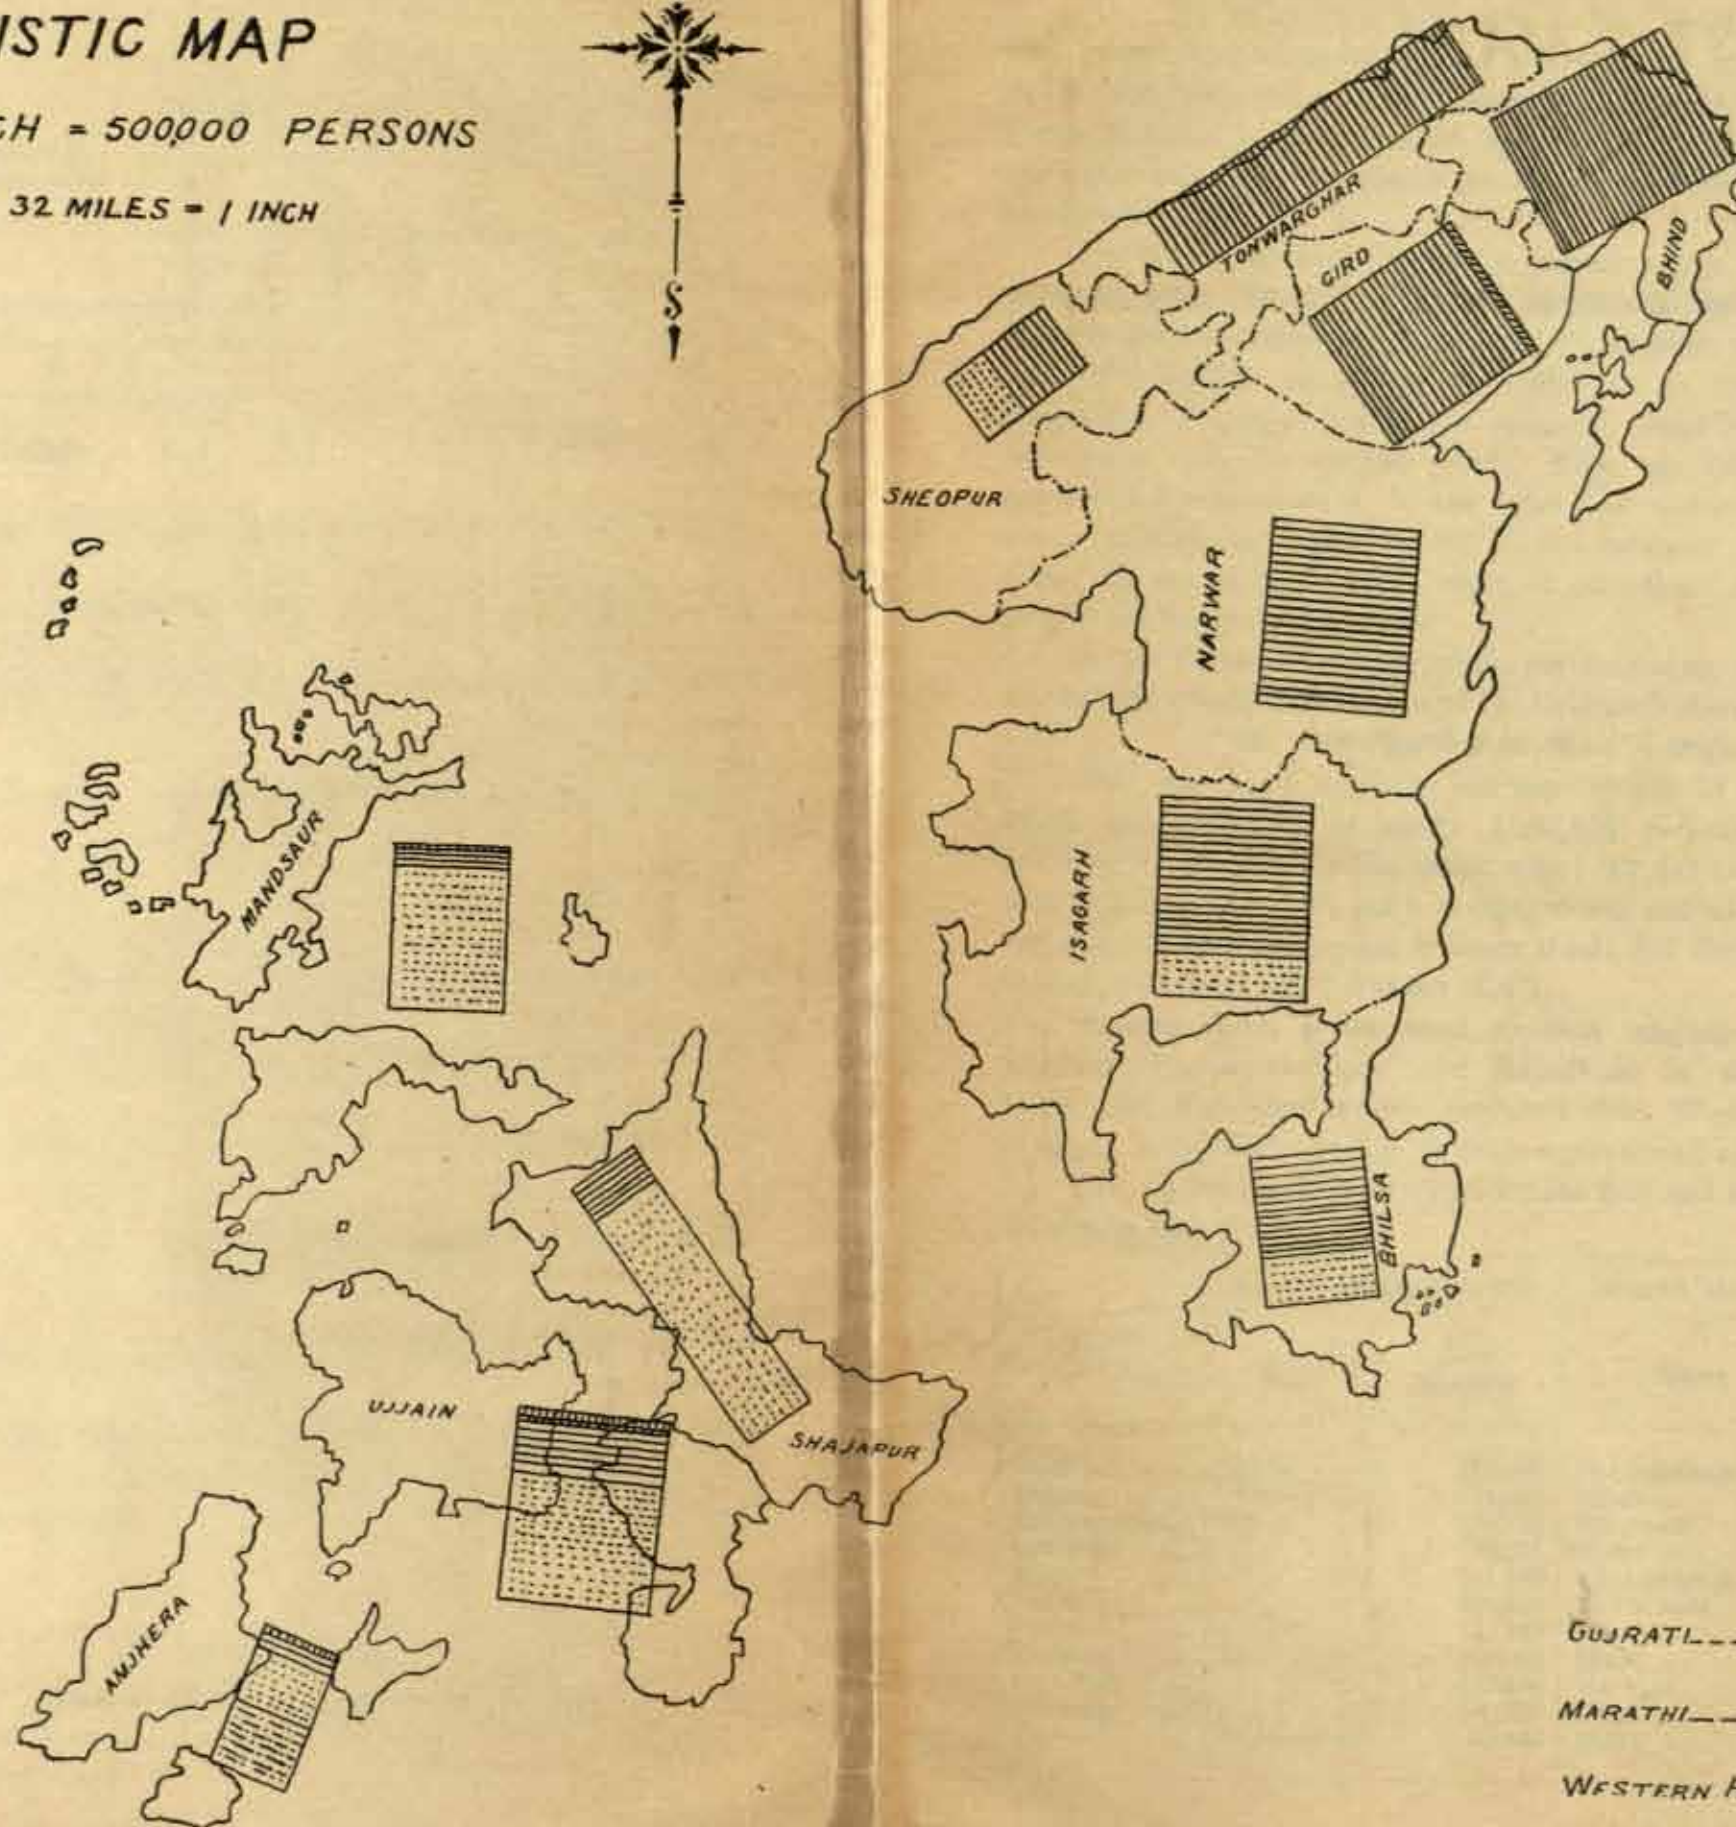 ISTIC MAP
CH = 500,000 PERSONS
32 MILES = 1 INCH
S
TONWARGHAR
GIRD
BHIND
SHEOPUR
NARWAR
MANDSAUR
ISAGARH
BHILSA
UJJAIN
SHAJAPUR
AMJHERA
GUJRATI
MARATHI
WESTERN H